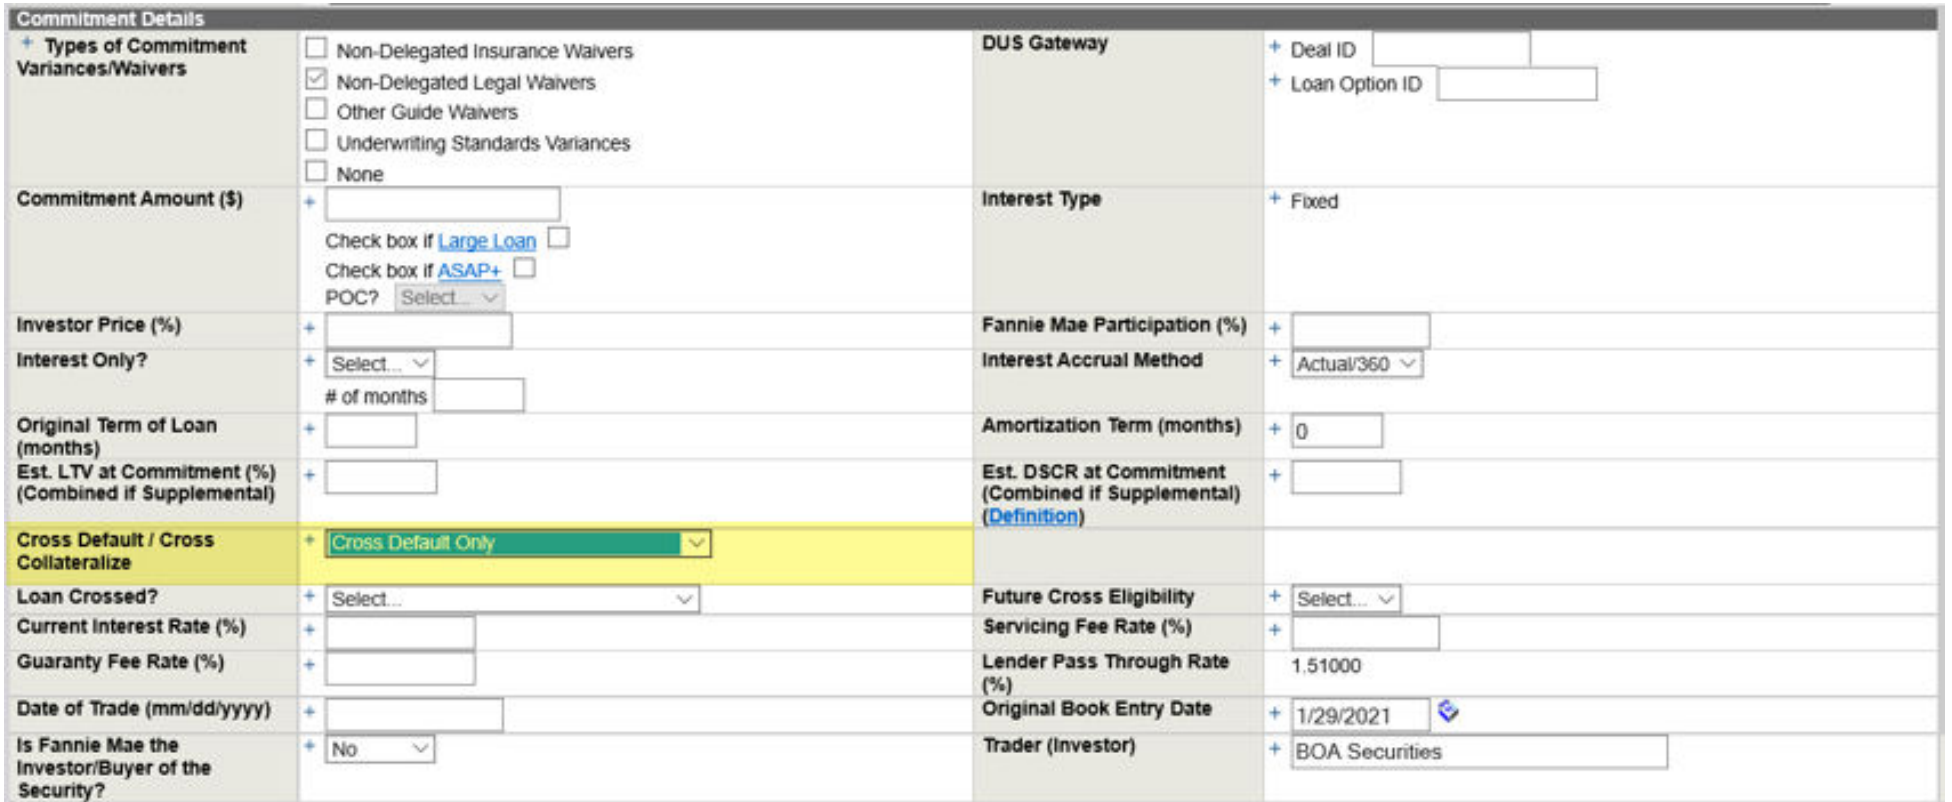 Commitment Details
+ Types of Commitment
Variances/Waivers
Non-Delegated Insurance Waivers
Non-Delegated Legal Waivers
Other Guide Waivers
Underwriting Standards Variances
None
DUS Gateway
+ Deal ID
+ Loan Option ID
Commitment Amount ($)
+
Check box if Large Loan
Check box if ASAP+
POC? Select...
Interest Type
+ Fixed
Investor Price (%)
+
Fannie Mae Participation (%)
+
Interest Only?
+ Select...
# of months
Interest Accrual Method
+ Actual/360
Original Term of Loan
(months)
+
Amortization Term (months)
+ 0
Est. LTV at Commitment (%)
(Combined if Supplemental)
+
Est. DSCR at Commitment
(Combined if Supplemental)
(Definition)
+
Cross Default / Cross
Collateralize
+ Cross Default Only
Loan Crossed?
+ Select...
Future Cross Eligibility
+ Select...
Current Interest Rate (%)
+
Servicing Fee Rate (%)
+
Guaranty Fee Rate (%)
+
Lender Pass Through Rate
(%)
1.51000
Date of Trade (mm/dd/yyyy)
+
Original Book Entry Date
+ 1/29/2021
Is Fannie Mae the
Investor/Buyer of the
Security?
+ No
Trader (Investor)
+ BOA Securities